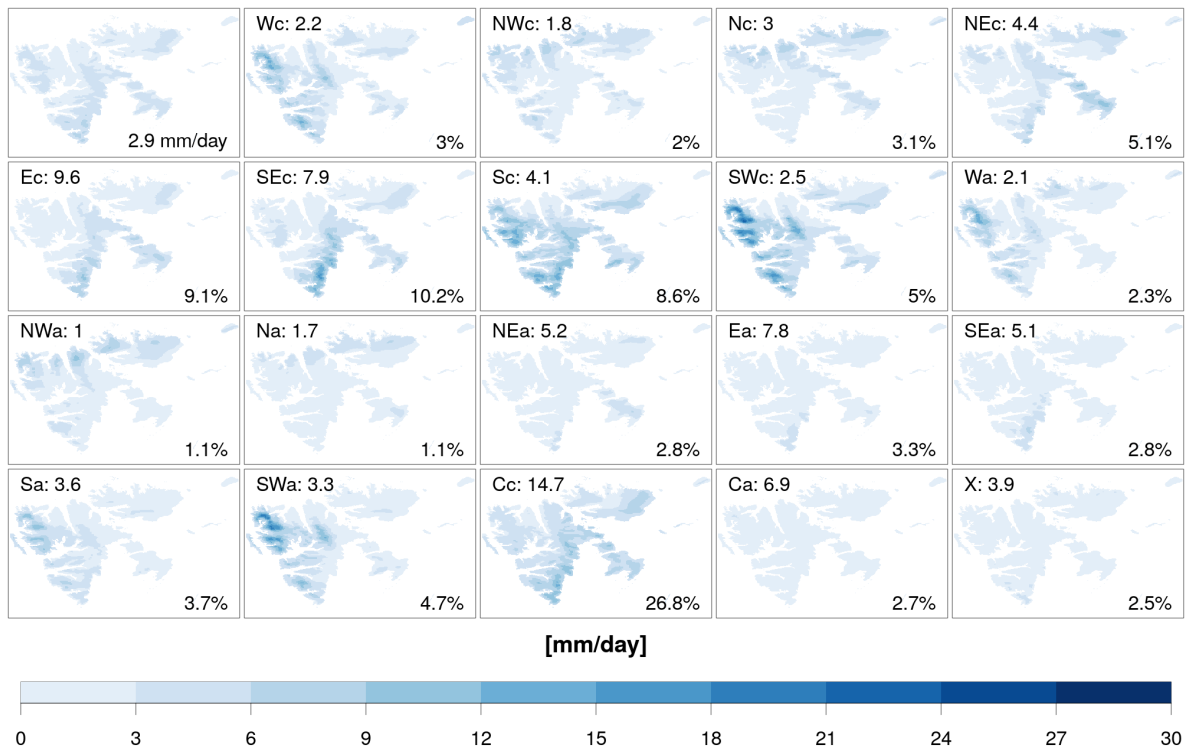 2.9 mm/day
Wc: 2.2
3%
NWc: 1.8
2%
Nc: 3
3.1%
NEc: 4.4
5.1%
Ec: 9.6
9.1%
SEc: 7.9
10.2%
Sc: 4.1
8.6%
SWc: 2.5
5%
Wa: 2.1
2.3%
NWa: 1
1.1%
Na: 1.7
1.1%
NEa: 5.2
2.8%
Ea: 7.8
3.3%
SEa: 5.1
2.8%
Sa: 3.6
3.7%
SWa: 3.3
4.7%
Cc: 14.7
26.8%
Ca: 6.9
2.7%
X: 3.9
2.5%
[mm/day]
0 3 6 9 12 15 18 21 24 27 30